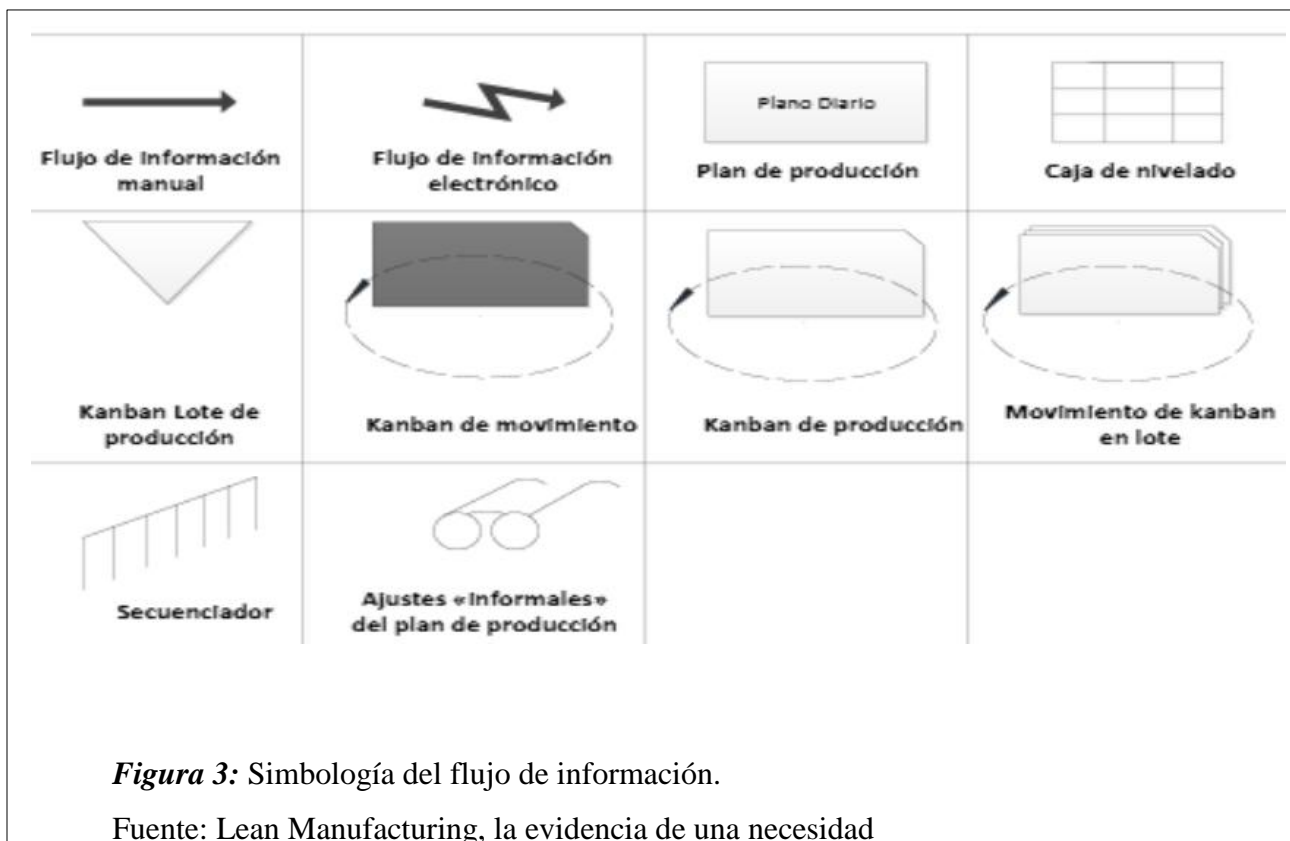 Plano Diario
Flujo de información
manual
Flujo de información
electrónico
Plan de producción
Caja de nivelado
Kanban Lote de
producción
Kanban de movimiento
Kanban de producción
Movimiento de kanban
en lote
Secuenciador
Ajustes «informales»
del plan de producción
Figura 3: Simbología del flujo de información.
Fuente: Lean Manufacturing, la evidencia de una necesidad